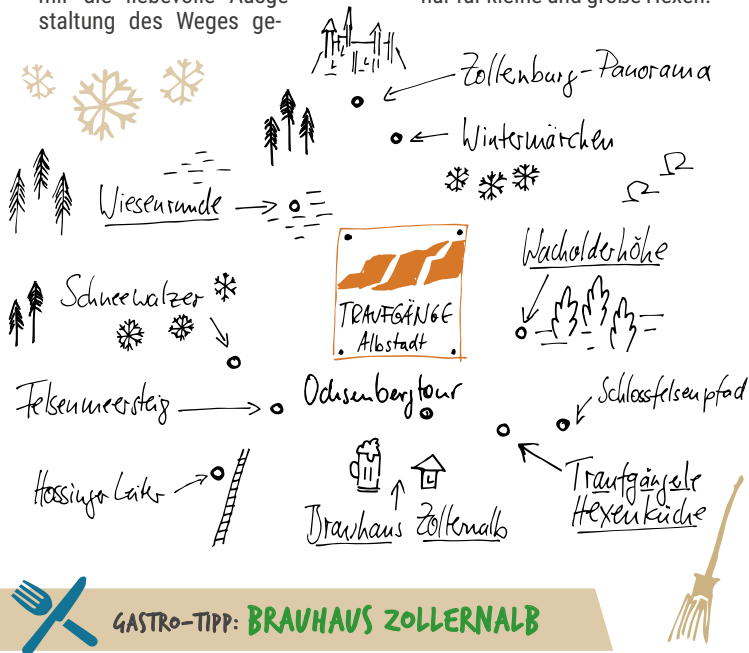 staltung des Weges ge-
Zollenburg-Panorama
Wintermärchen
Wiesenrunde
Wacholderhöhe
Schneewalzer
TRAUFGÄNGE
Albstadt
Felsenmeersteig
Ochsenbergtour
Schlossfelsenpfad
Hossinger Leiter
Traufgängele
Hexenküche
Brauhaus Zollernalb
GASTRO-TIPP: BRAUHAUS ZOLLERNALB